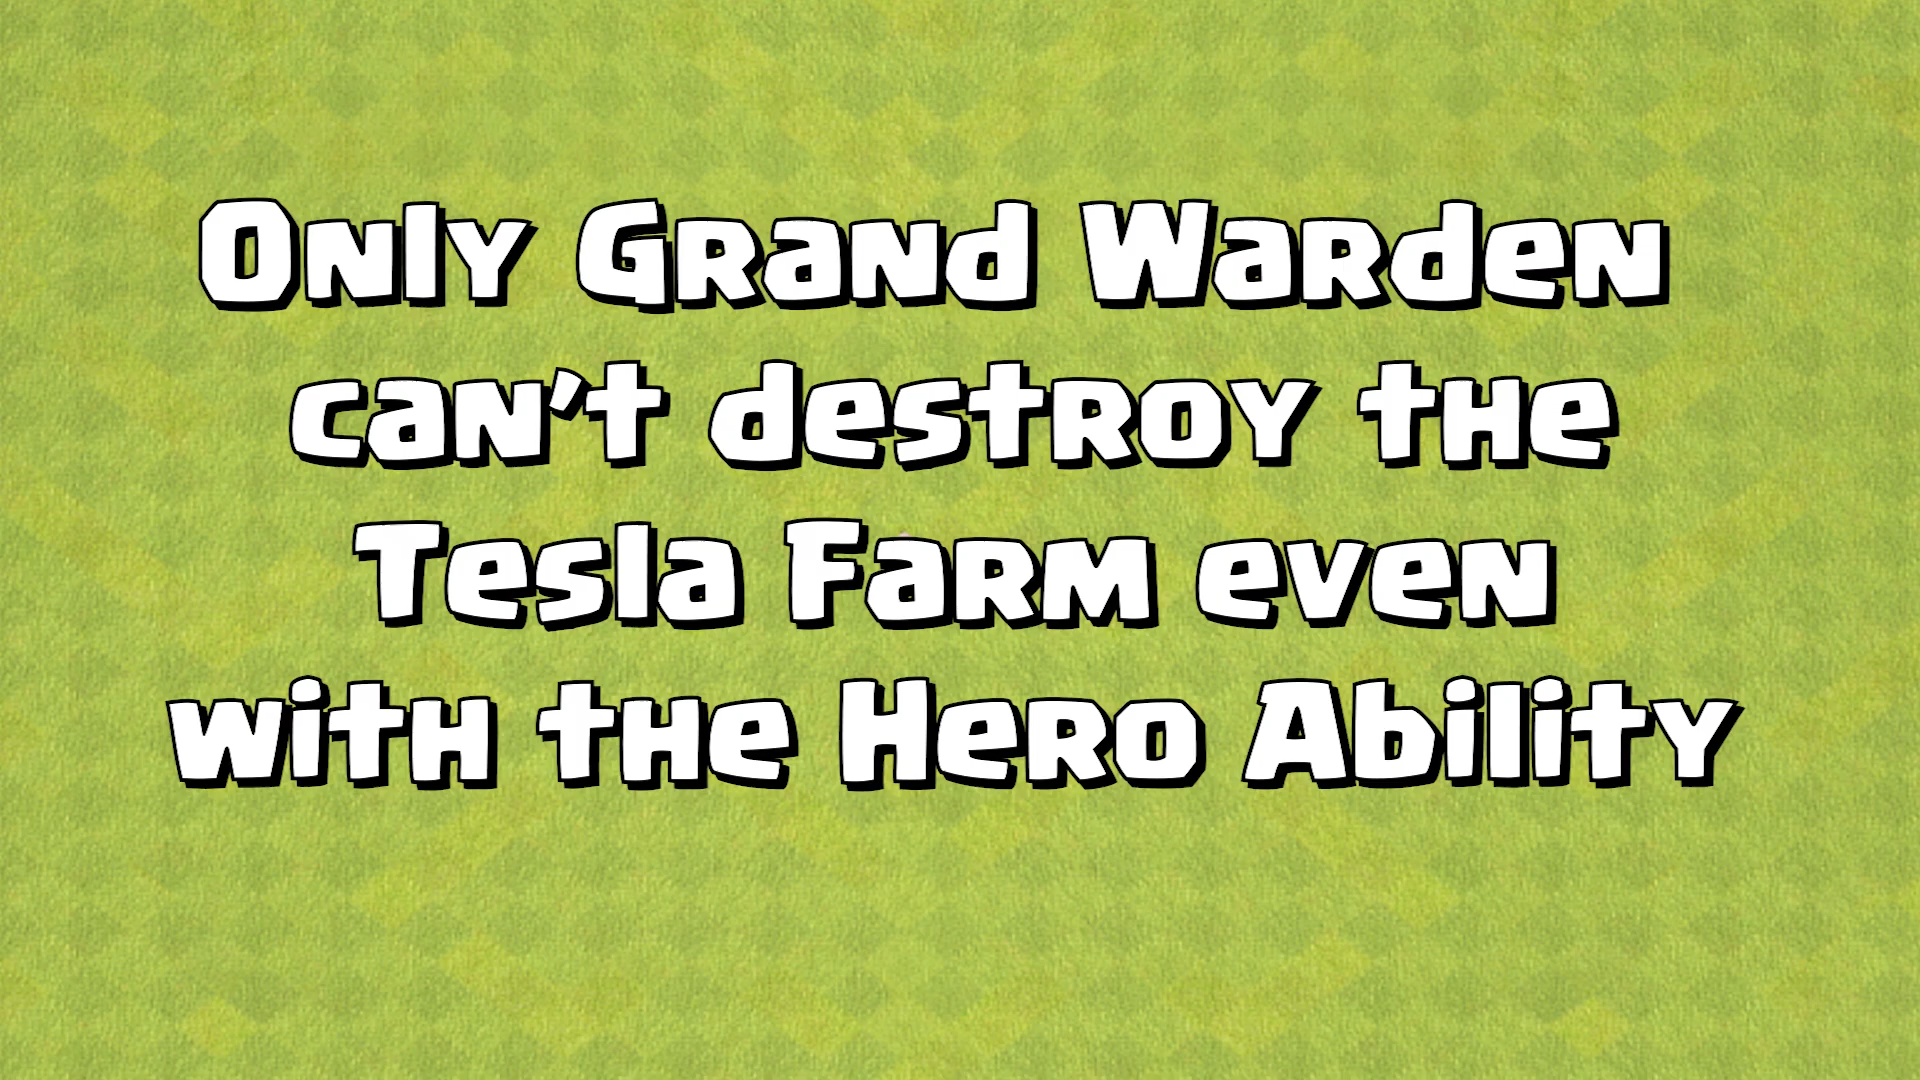 Only Grand Warden
can't destroy the
Tesla Farm even
with the Hero Ability